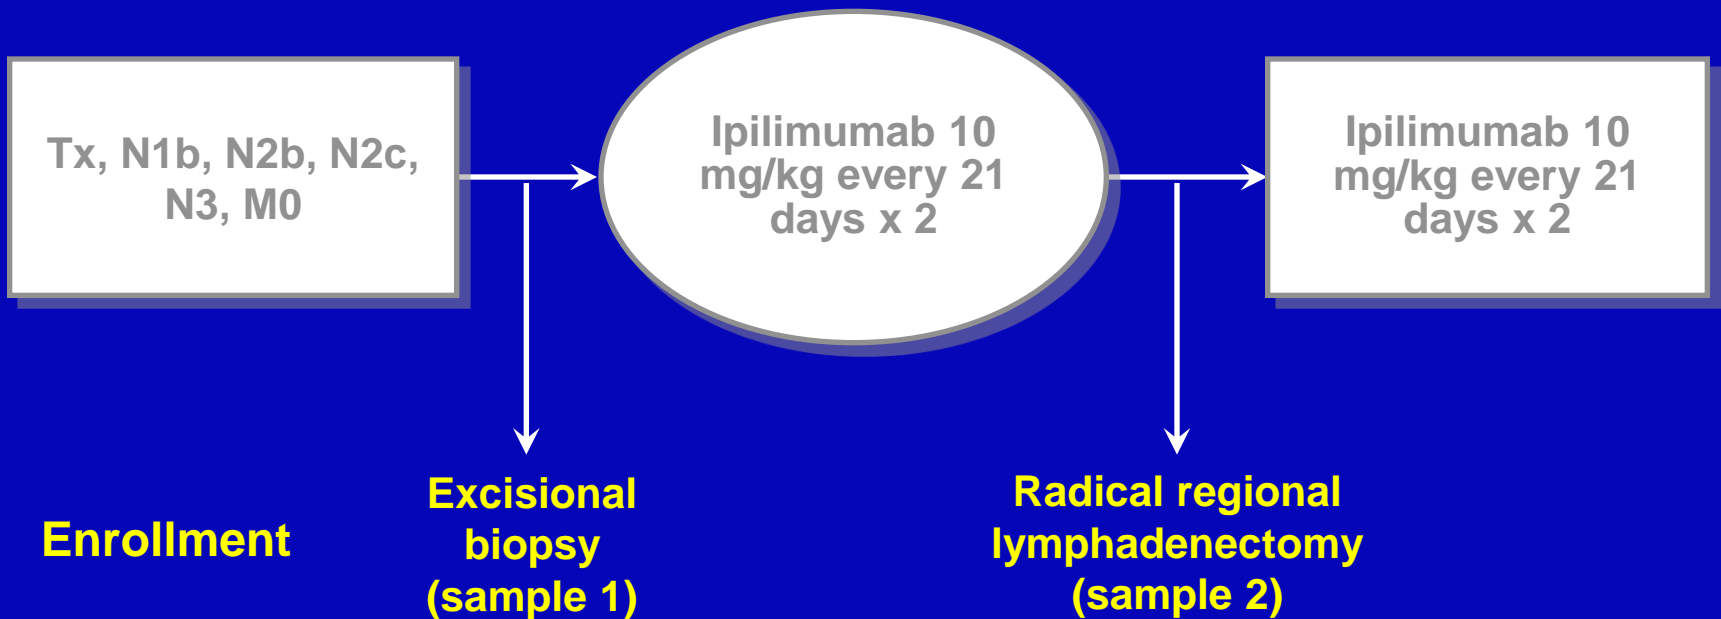 Tx, N1b, N2b, N2c,
N3, M0
Ipilimumab 10
mg/kg every 21
days x 2
Ipilimumab 10
mg/kg every 21
days x 2
Enrollment
Excisional
biopsy
(sample 1)
Radical regional
lymphadenectomy
(sample 2)